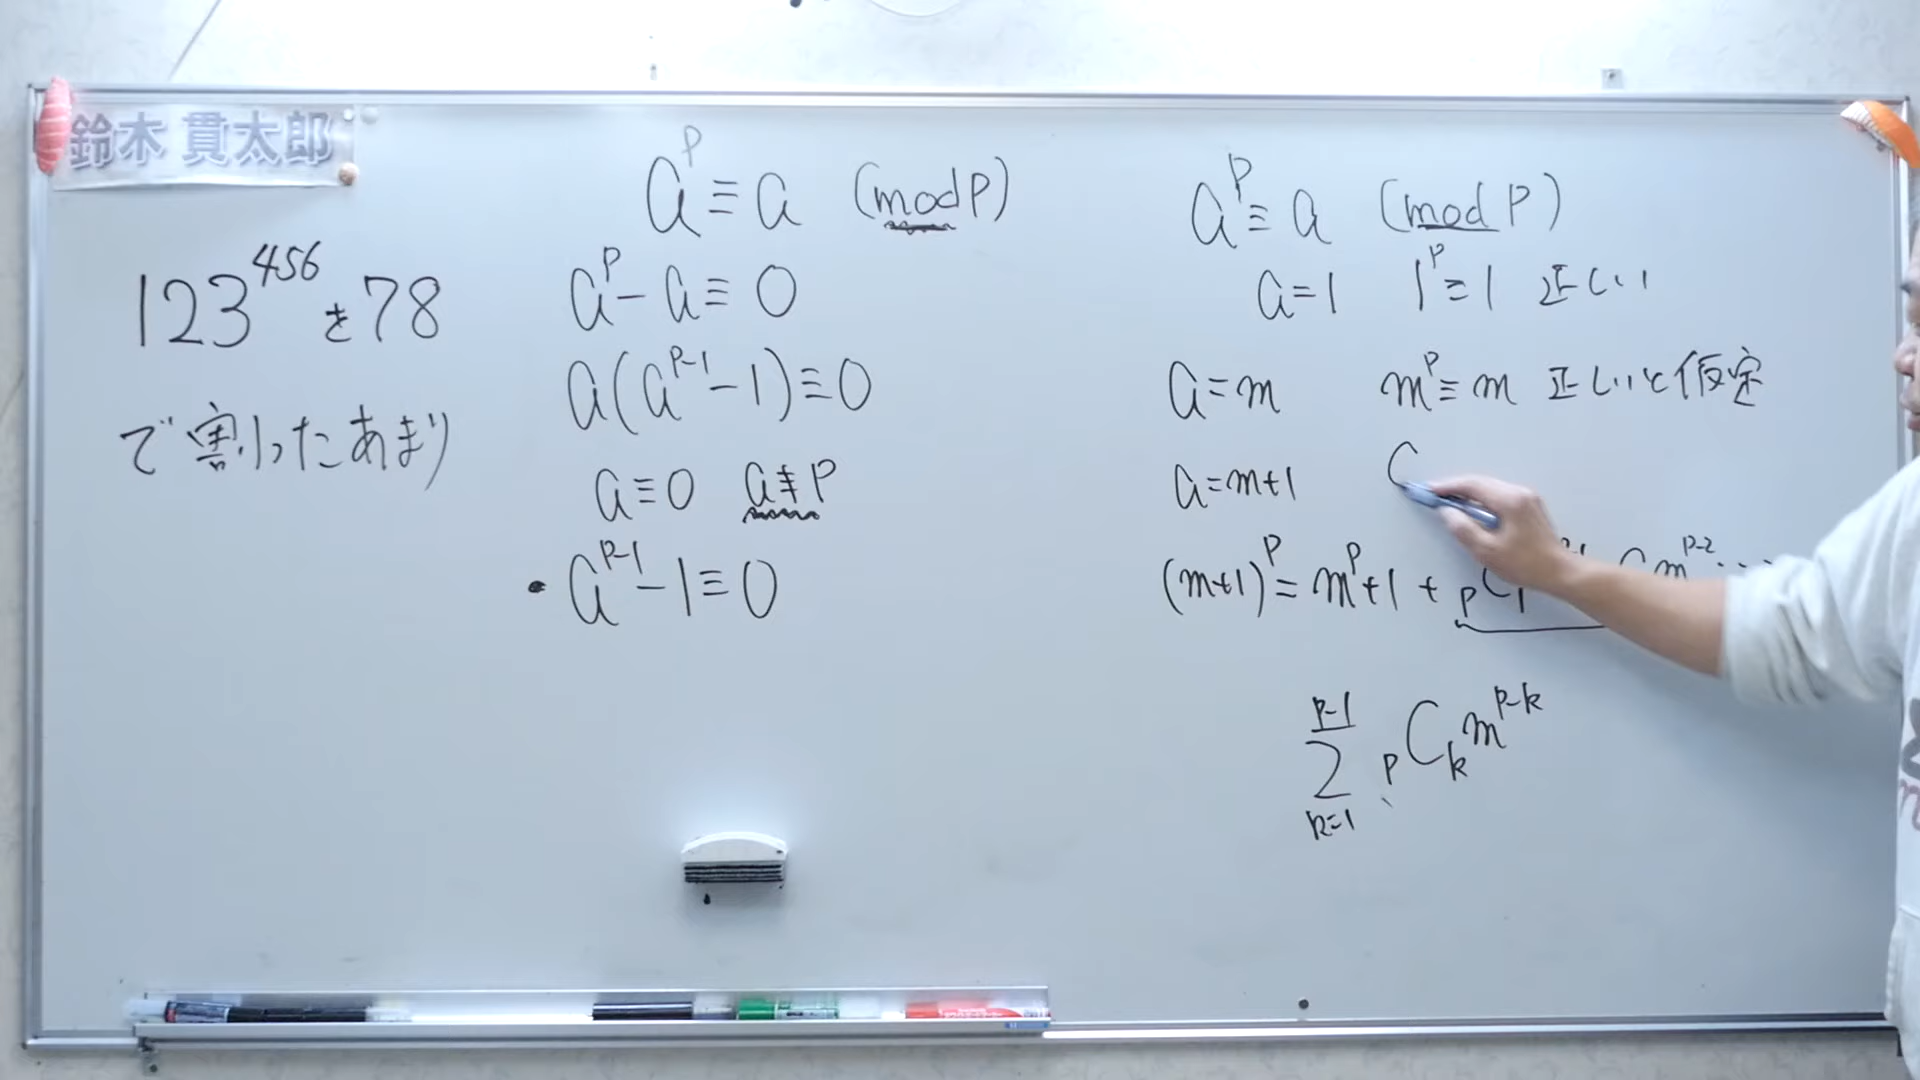 鈴木 貫太郎
123^456 を 78
で割ったあまり
a^p ≡ a (mod p)
a^p - a ≡ 0
a(a^{p-1} - 1) ≡ 0
a ≡ 0 a ≢ p
• a^{p-1} - 1 ≡ 0
a^p ≡ a (mod p)
a=1 1^p ≡ 1 正しい
a=m m^p ≡ m 正しいと仮定
a=m+1 C
(m+1)^p = m^p + 1 + pC1 C m^{p-2} ...
Σ_{k=1}^{p-1} pCk m^{p-k}